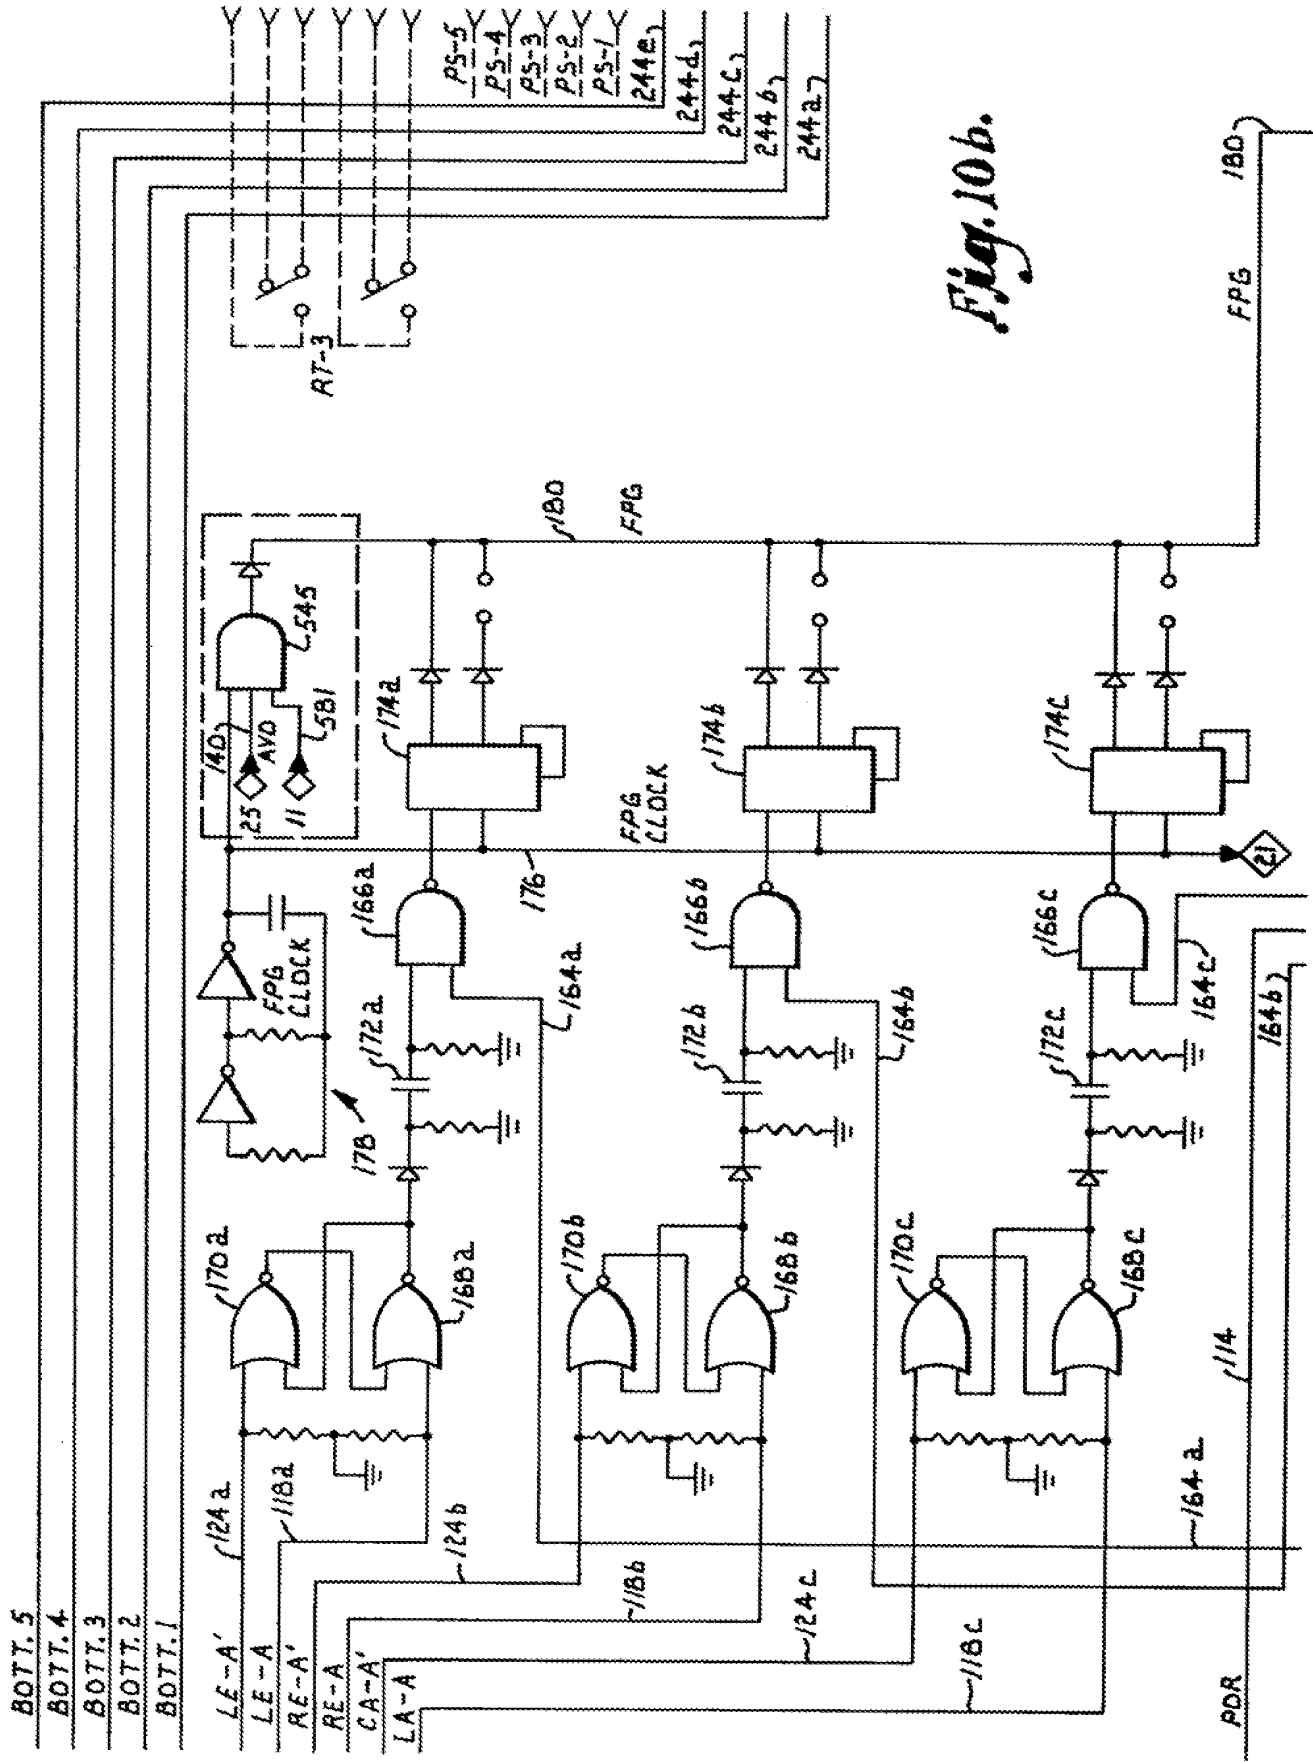 BOTT. 5
BOTT. 4
BOTT. 3
BOTT. 2
BOTT. 1
LE-A'
LE-A
RE-A'
RE-A
CA-A'
LA-A
PDR
124a
118a
124b
118b
124c
118c
164a
114
170a
168a
170b
168b
170c
168c
178
FPG
CLOCK
172a
172b
172c
164a
164b
164c
164b
166a
166b
166c
176
FPG
CLOCK
21
25
11
140
AVD
581
545
174a
174b
174c
180
FPG
RT-3
PS-5
PS-4
PS-3
PS-2
PS-1
244e
244d
244c
244b
244a
Fig. 10b.
FPG
180